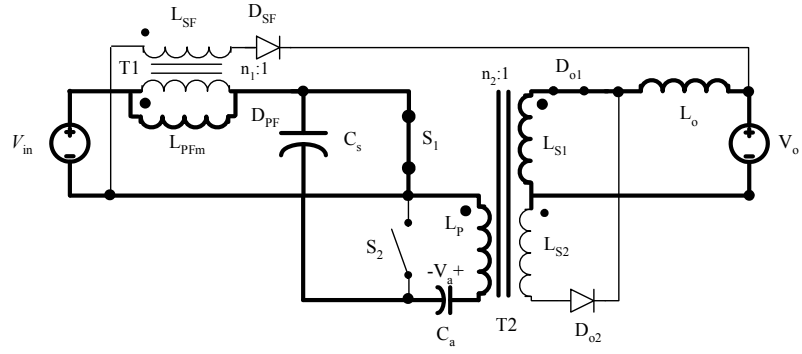 L_SF
D_SF
T1
n_1:1
n_2:1
D_o1
V_in
L_PFm
D_PF
C_s
S_1
L_S1
L_o
V_o
S_2
L_P
L_S2
-V_a+
C_a
T2
D_o2